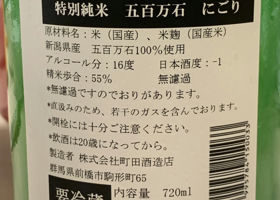 特別純米 五百万石 にごり
原材料名：米（国産）、米麹（国産米）
新潟県産 五百万石100％使用
アルコール分：16度 日本酒度：-1
精米歩合：55％ 無濾過
＊無濾過ですのでおりがあります。
＊直汲みのため、若干のガスを含んでおります。
＊開栓には十分ご注意ください。
＊飲酒は20歳になってから。
製造者 株式会社町田酒造店
群馬県前橋市駒形町65
要冷蔵 内容量 720ml